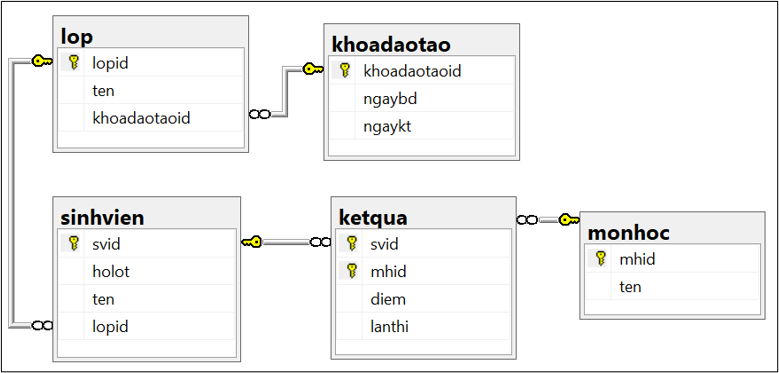 lop
lopid
ten
khoadaotaoid
khoadaotao
khoadaotaoid
ngaybd
ngaykt
sinhvien
svid
holot
ten
lopid
ketqua
svid
mhid
diem
lanthi
monhoc
mhid
ten